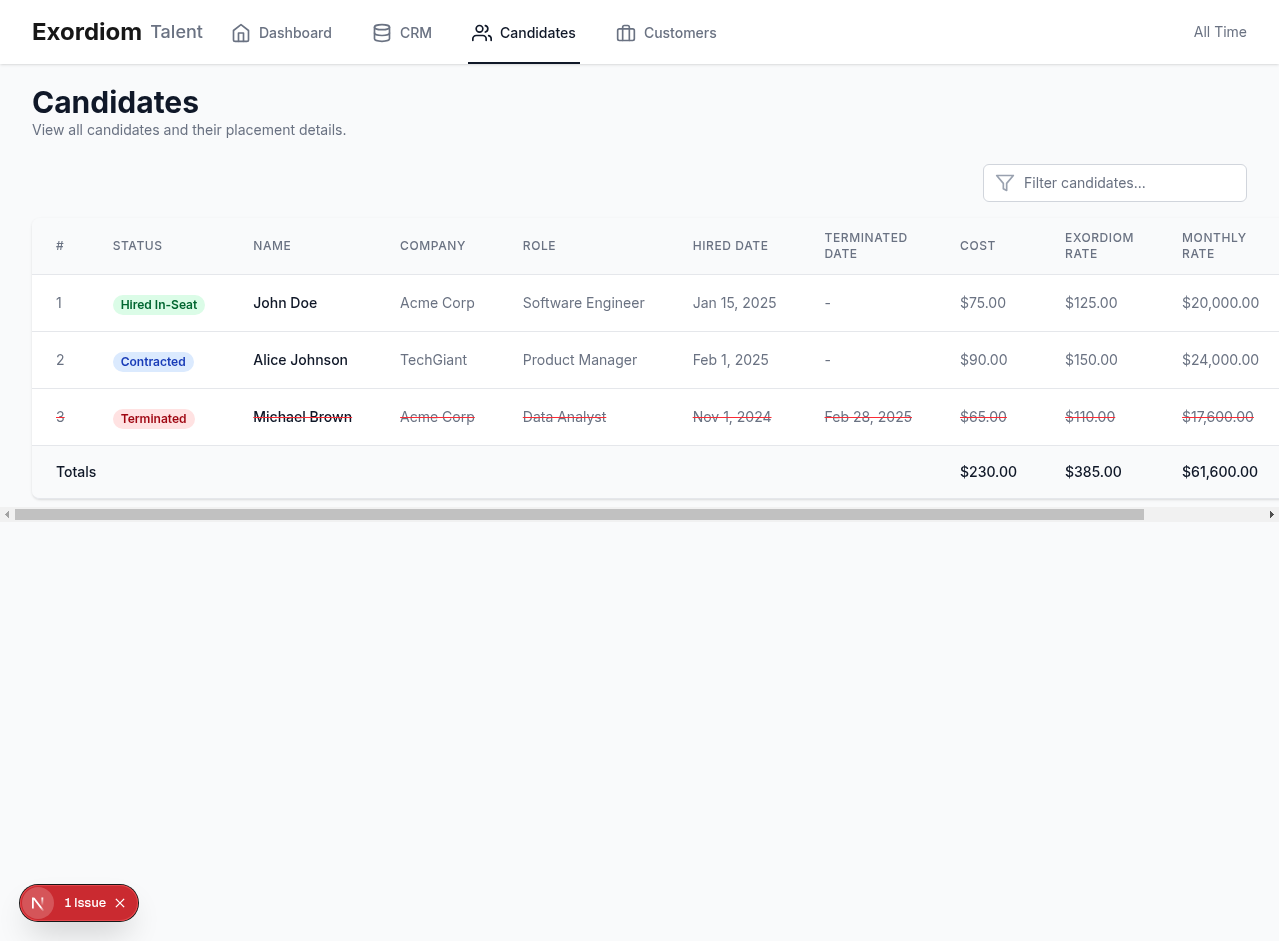 Exordiom Talent Dashboard CRM Candidates Customers All Time
Candidates
View all candidates and their placement details.
Filter candidates...
# STATUS NAME COMPANY ROLE HIRED DATE TERMINATED DATE COST EXORDIOM RATE MONTHLY RATE
1 Hired In-Seat John Doe Acme Corp Software Engineer Jan 15, 2025 - $75.00 $125.00 $20,000.00
2 Contracted Alice Johnson TechGiant Product Manager Feb 1, 2025 - $90.00 $150.00 $24,000.00
3 Terminated Michael Brown Acme Corp Data Analyst Nov 1, 2024 Feb 28, 2025 $65.00 $110.00 $17,600.00
Totals $230.00 $385.00 $61,600.00
N 1 Issue